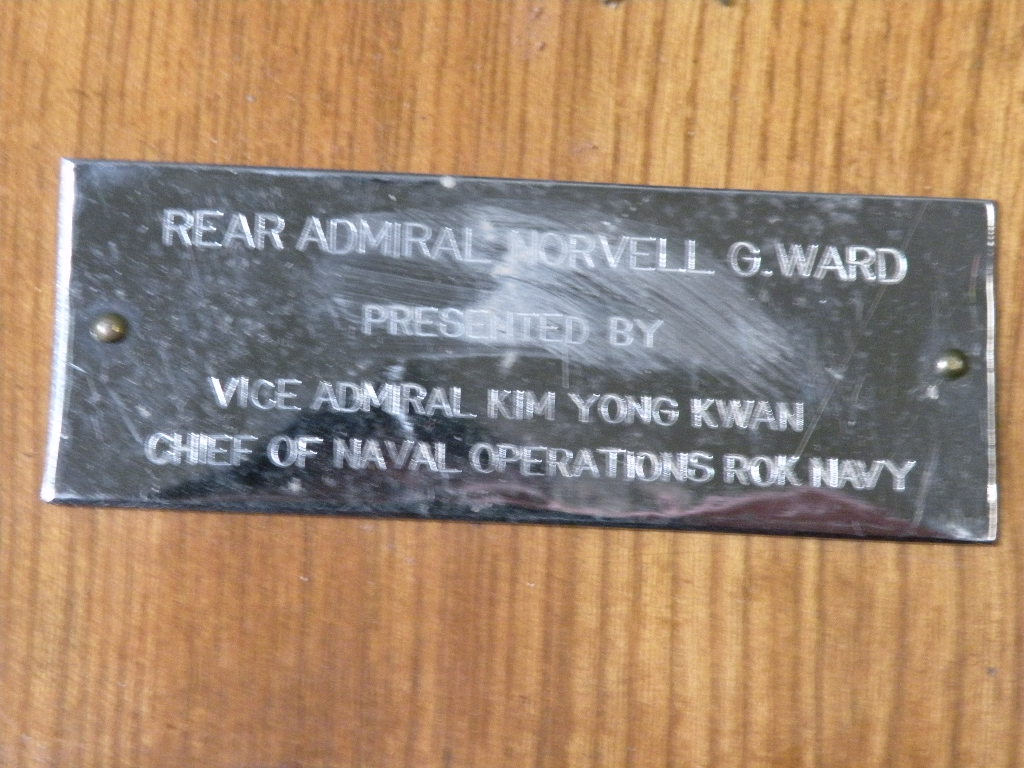 REAR ADMIRAL NORVELL G. WARD
PRESENTED BY
VICE ADMIRAL KIM YONG KWAN
CHIEF OF NAVAL OPERATIONS ROK NAVY